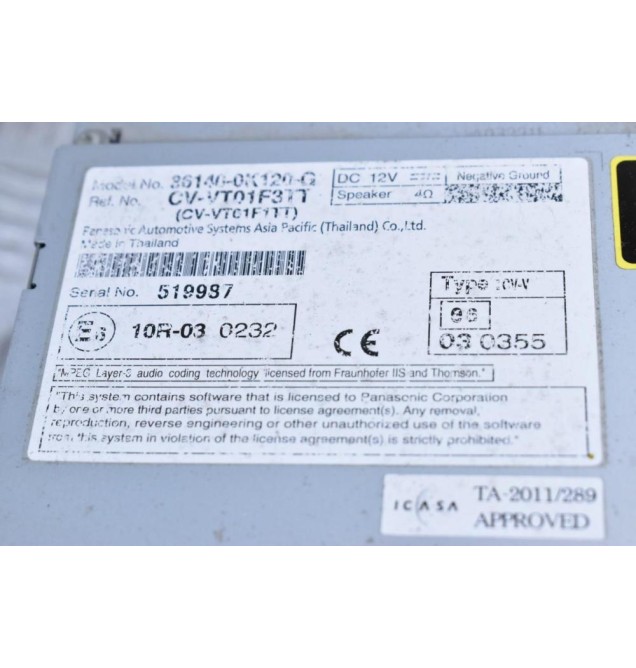 Model No. 86140-0K120-G
Ref. No. CV-VT01F3TT
(CV-VT01F1TT)
DC 12V Negative Ground
Speaker 4Ω
Panasonic Automotive Systems Asia Pacific (Thailand) Co., Ltd.
Made in Thailand
Serial No. 519937
10R-03 0232
CE
Type
03 0355
"MPEG Layer-3 audio coding technology licensed from Fraunhofer IIS and Thomson."
"This system contains software that is licensed to Panasonic Corporation
by one or more third parties pursuant to license agreement(s). Any removal,
reproduction, reverse engineering or other unauthorized use of the software
from this system in violation of the license agreement(s) is strictly prohibited."
ICASA
TA-2011/289
APPROVED